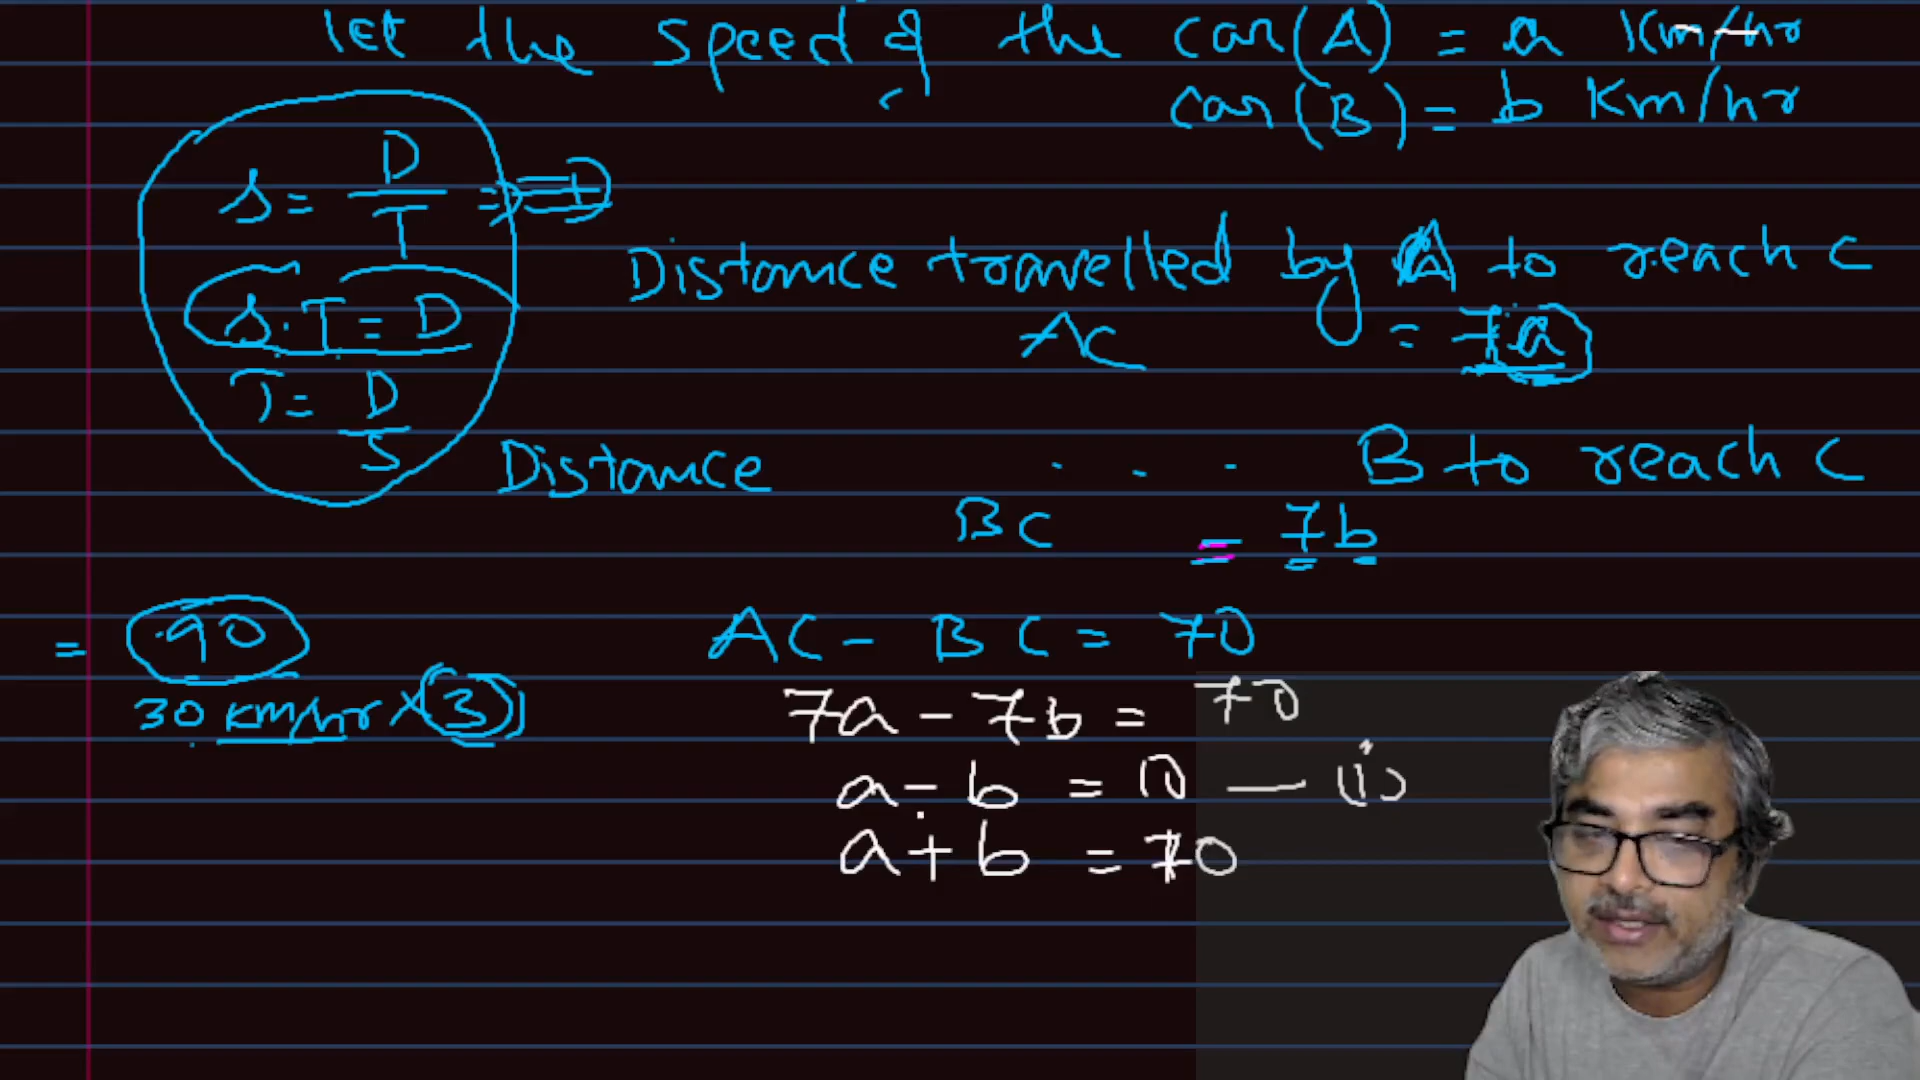 let the speed of the car(A) = a Km/hr
car(B) = b Km/hr
s = D/T => D
s.T = D
T = D/S
Distance travelled by A to reach C
AC = 7a
Distance . . . B to reach C
BC = 7b
= 90
30 km/hr × 3
AC - BC = 70
7a - 7b = 70
a - b = 10 — (i)
a + b = 70